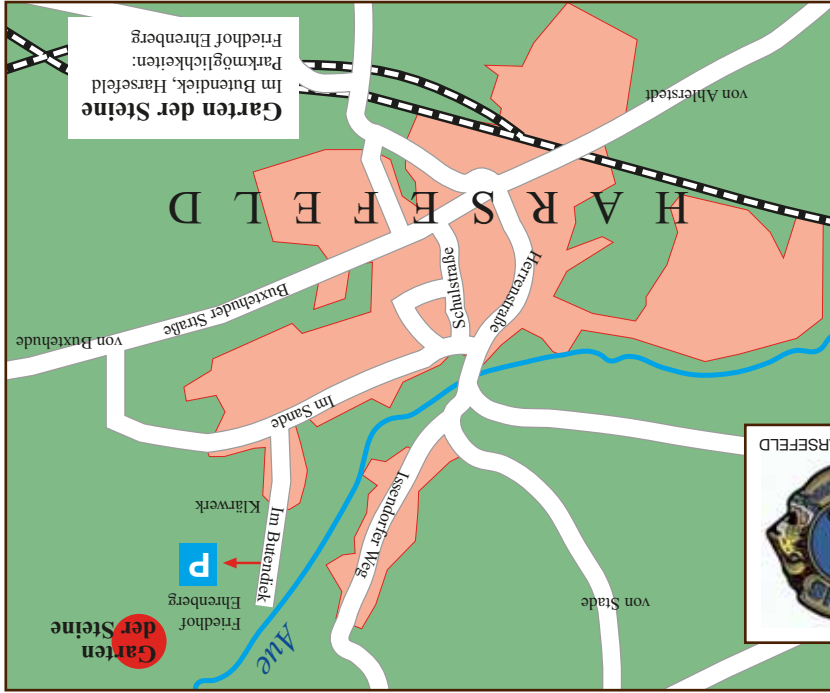 Garten
der Steine
Aue
Friedhof
Ehrenberg
P
Im Butendiek
Klärwerk
von Stade
Issendorfer Weg
Im Sande
von Buxtehude
Buxtehuder Straße
Schulstraße
Herrenstraße
HARSEFELD
von Ahlerstedt
Garten der Steine
Im Butendiek, Harsefeld
Parkmöglichkeiten:
Friedhof Ehrenberg